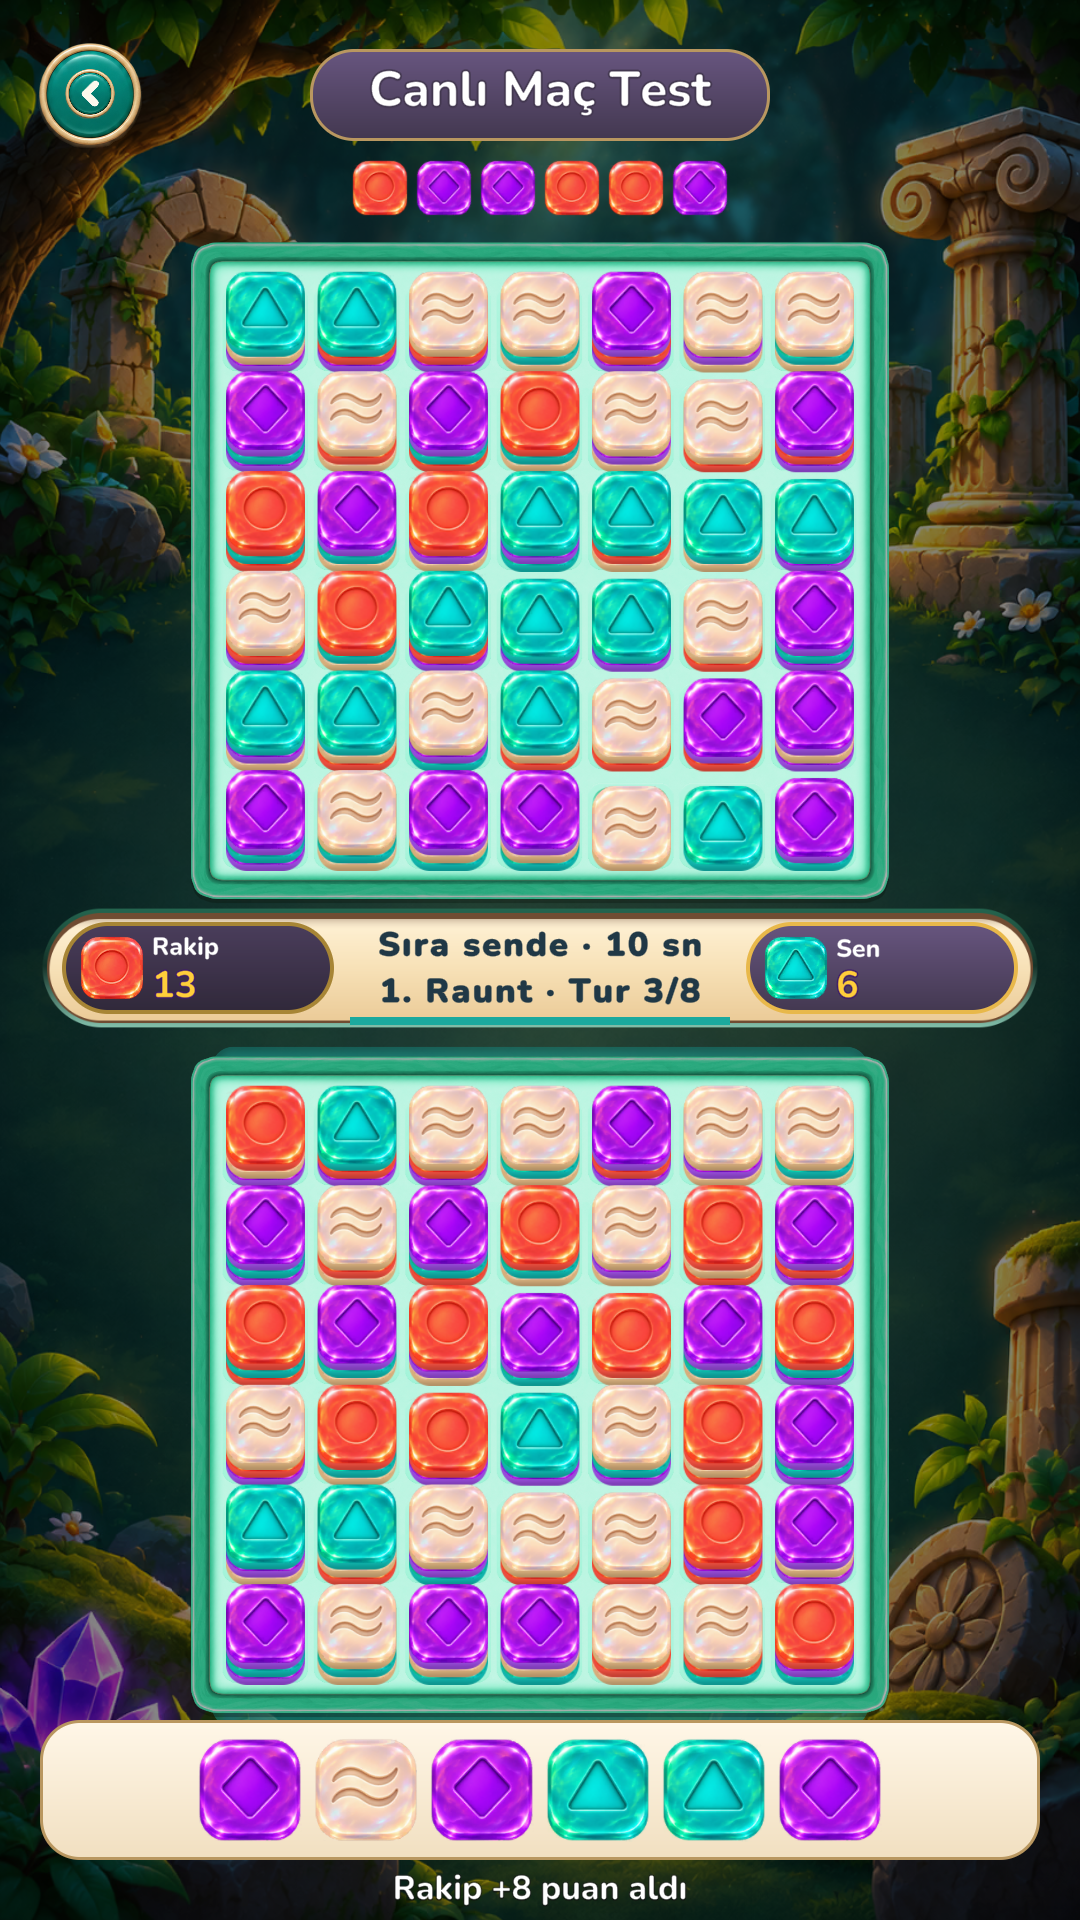 Canlı Maç Test
Rakip
13
Sıra sende · 10 sn
1. Raunt · Tur 3/8
Sen
6
Rakip +8 puan aldı